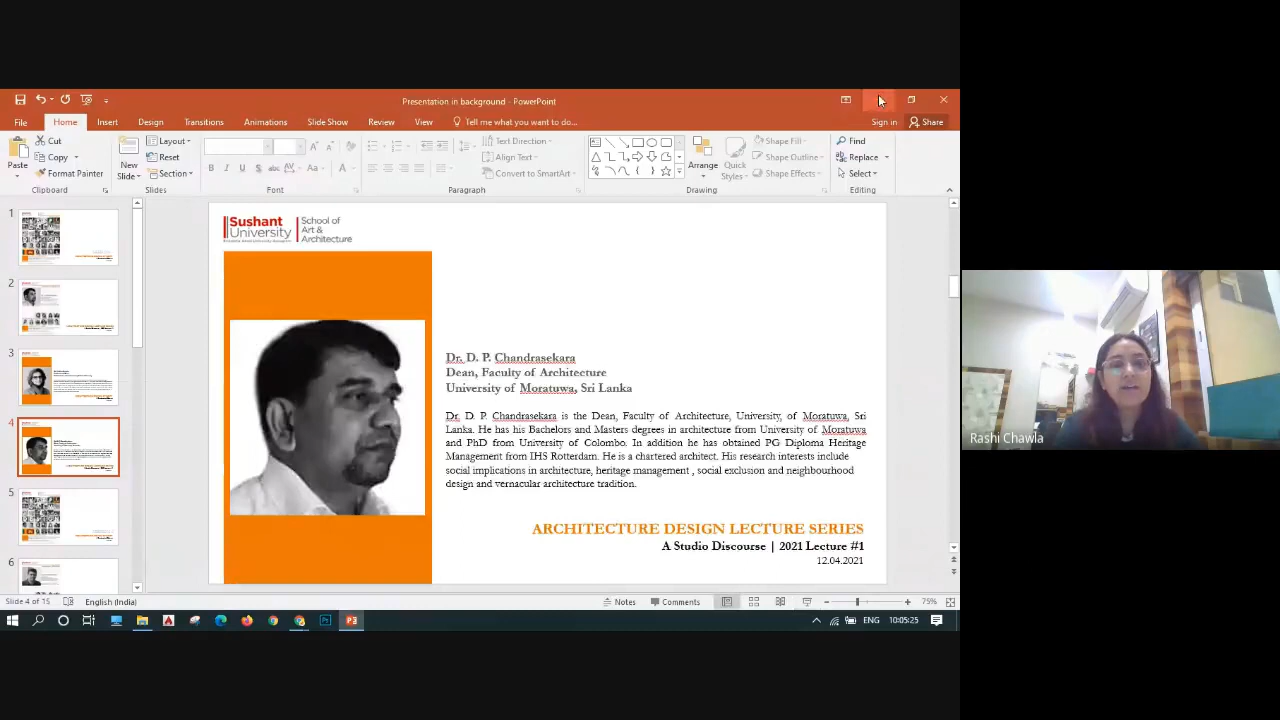 Presentation in background - PowerPoint
File Home Insert Design Transitions Animations Slide Show Review View Tell me what you want to do... Sign in Share
Paste
Cut
Copy
Format Painter
Clipboard
New
Slide
Layout
Reset
Section
Slides
Font
Text Direction
Align Text
Convert to SmartArt
Paragraph
Arrange
Quick
Styles
Shape Fill
Shape Outline
Shape Effects
Drawing
Find
Replace
Select
Editing
1
2
3
4
5
6
Sushant
University
School of
Art &
Architecture
Dr. D. P. Chandrasekara
Dean, Faculty of Architecture
University of Moratuwa, Sri Lanka
Dr. D. P. Chandrasekara is the Dean, Faculty of Architecture, University, of Moratuwa, Sri
Lanka. He has his Bachelors and Masters degrees in architecture from University of Moratuwa
and PhD from University of Colombo. In addition he has obtained PG Diploma Heritage
Management from IHS Rotterdam. He is a chartered architect. His research interests include
social implications in architecture, heritage management , social exclusion and neighbourhood
design and vernacular architecture tradition.
ARCHITECTURE DESIGN LECTURE SERIES
A Studio Discourse | 2021 Lecture #1
12.04.2021
Rashi Chawla
Slide 4 of 15 English (India) Notes Comments 75%
ENG 10:05:25